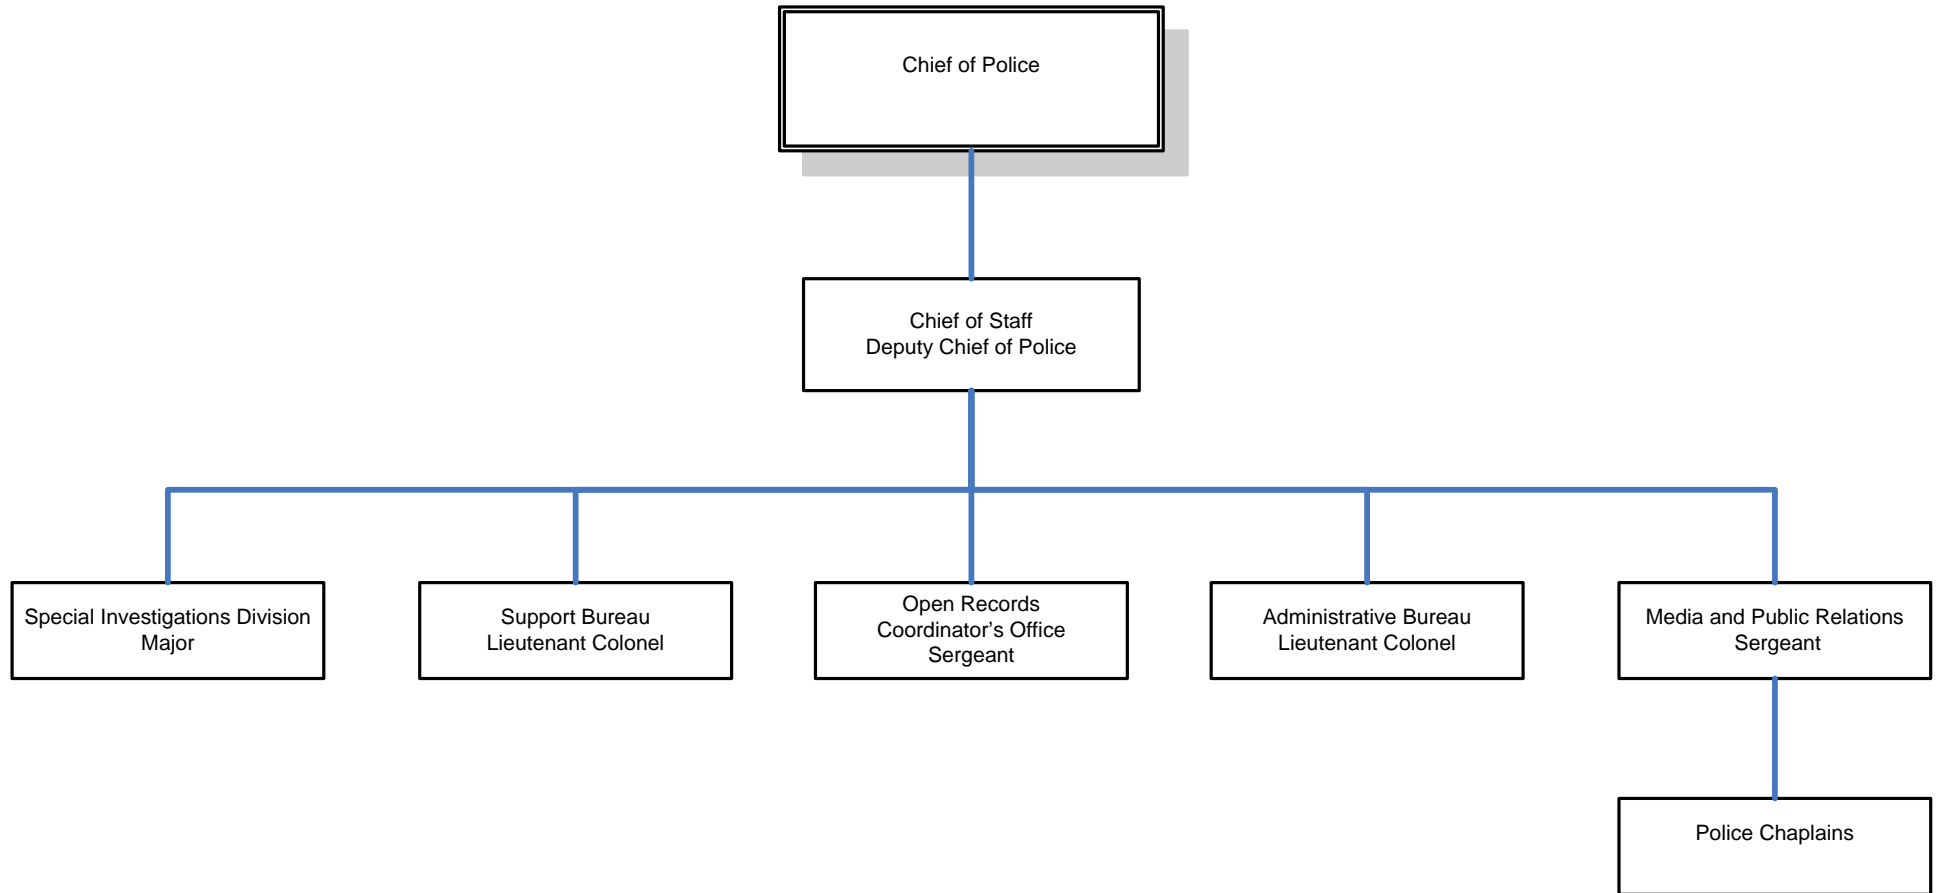 Chief of Police
Chief of Staff
Deputy Chief of Police
Special Investigations Division
Major
Support Bureau
Lieutenant Colonel
Open Records
Coordinator’s Office
Sergeant
Administrative Bureau
Lieutenant Colonel
Media and Public Relations
Sergeant
Police Chaplains